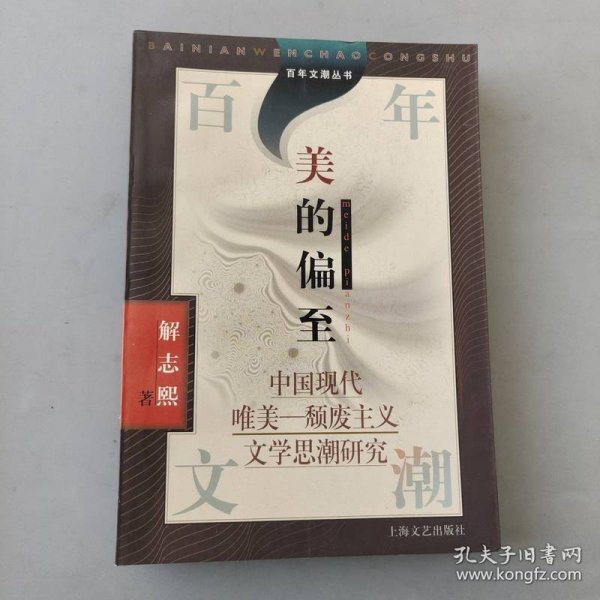 BAINIANWENCHAOCONGSHU
百年文潮丛书
百 年
美的偏至
meide pianzhi
解志熙
著
中国现代
唯美—颓废主义
文学思潮研究
文 潮
上海文艺出版社
孔夫子旧书网
www.kongfz.com